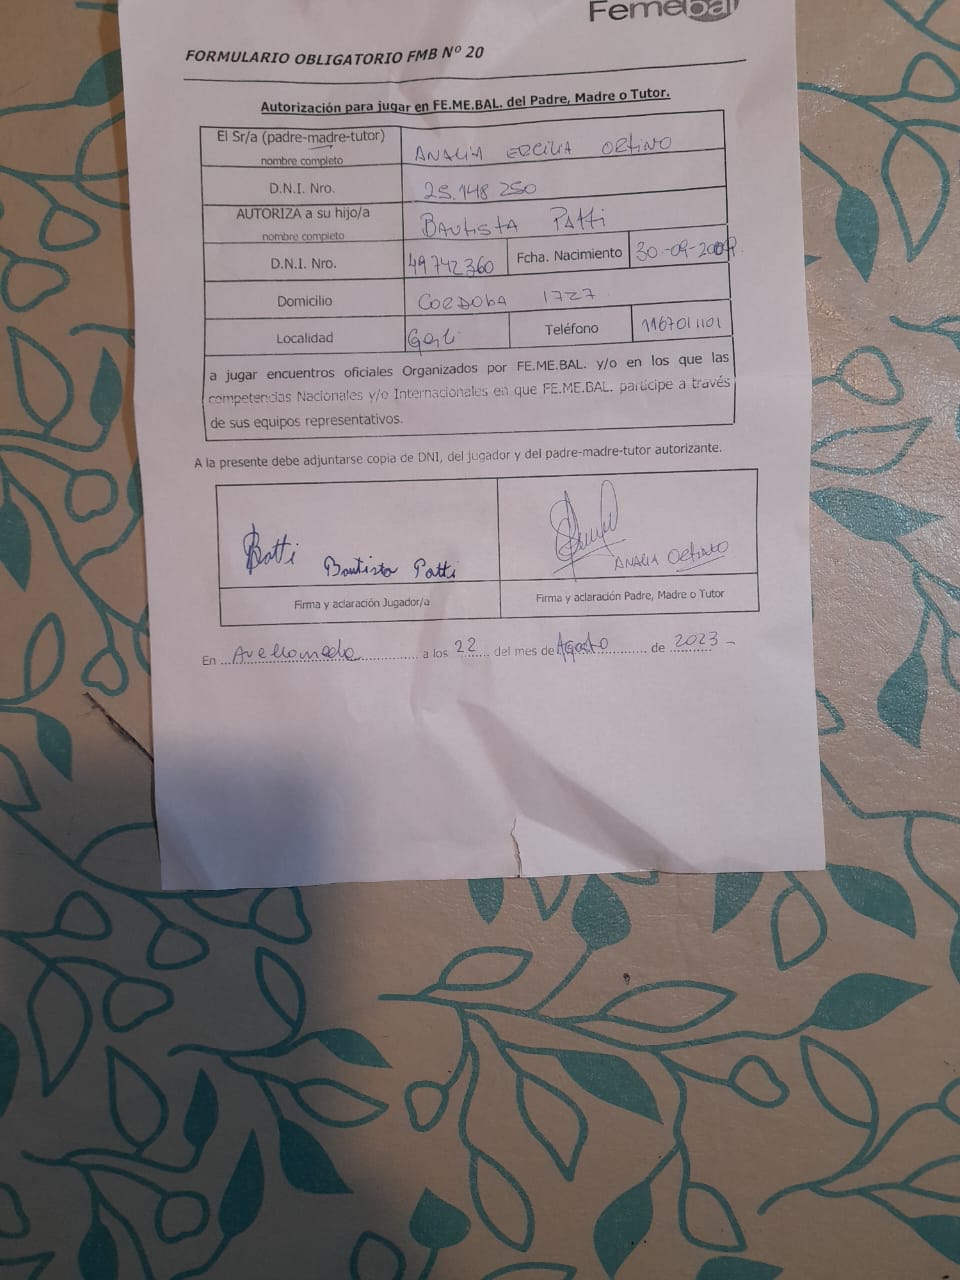 Femebal
FORMULARIO OBLIGATORIO FMB Nº 20
Autorización para jugar en FE.ME.BAL. del Padre, Madre o Tutor.
El Sr/a (padre-madre-tutor) nombre completo ANALIA ERCILIA ORTINO
D.N.I. Nro. 25.148.250
AUTORIZA a su hijo/a nombre completo BAUTISTA PATTI
D.N.I. Nro. 49742360 Fcha. Nacimiento 30-09-2009
Domicilio CORDOBA 1727
Localidad Teléfono 1167011101
a jugar encuentros oficiales Organizados por FE.ME.BAL. y/o en los que las
competencias Nacionales y/o Internacionales en que FE.ME.BAL. participe a través
de sus equipos representativos.
A la presente debe adjuntarse copia de DNI, del jugador y del padre-madre-tutor autorizante.
Patti Bautista Patti ANALIA ORTINO
Firma y aclaración Jugador/a Firma y aclaración Padre, Madre o Tutor
En Avellaneda a los 22 del mes de Agosto de 2023